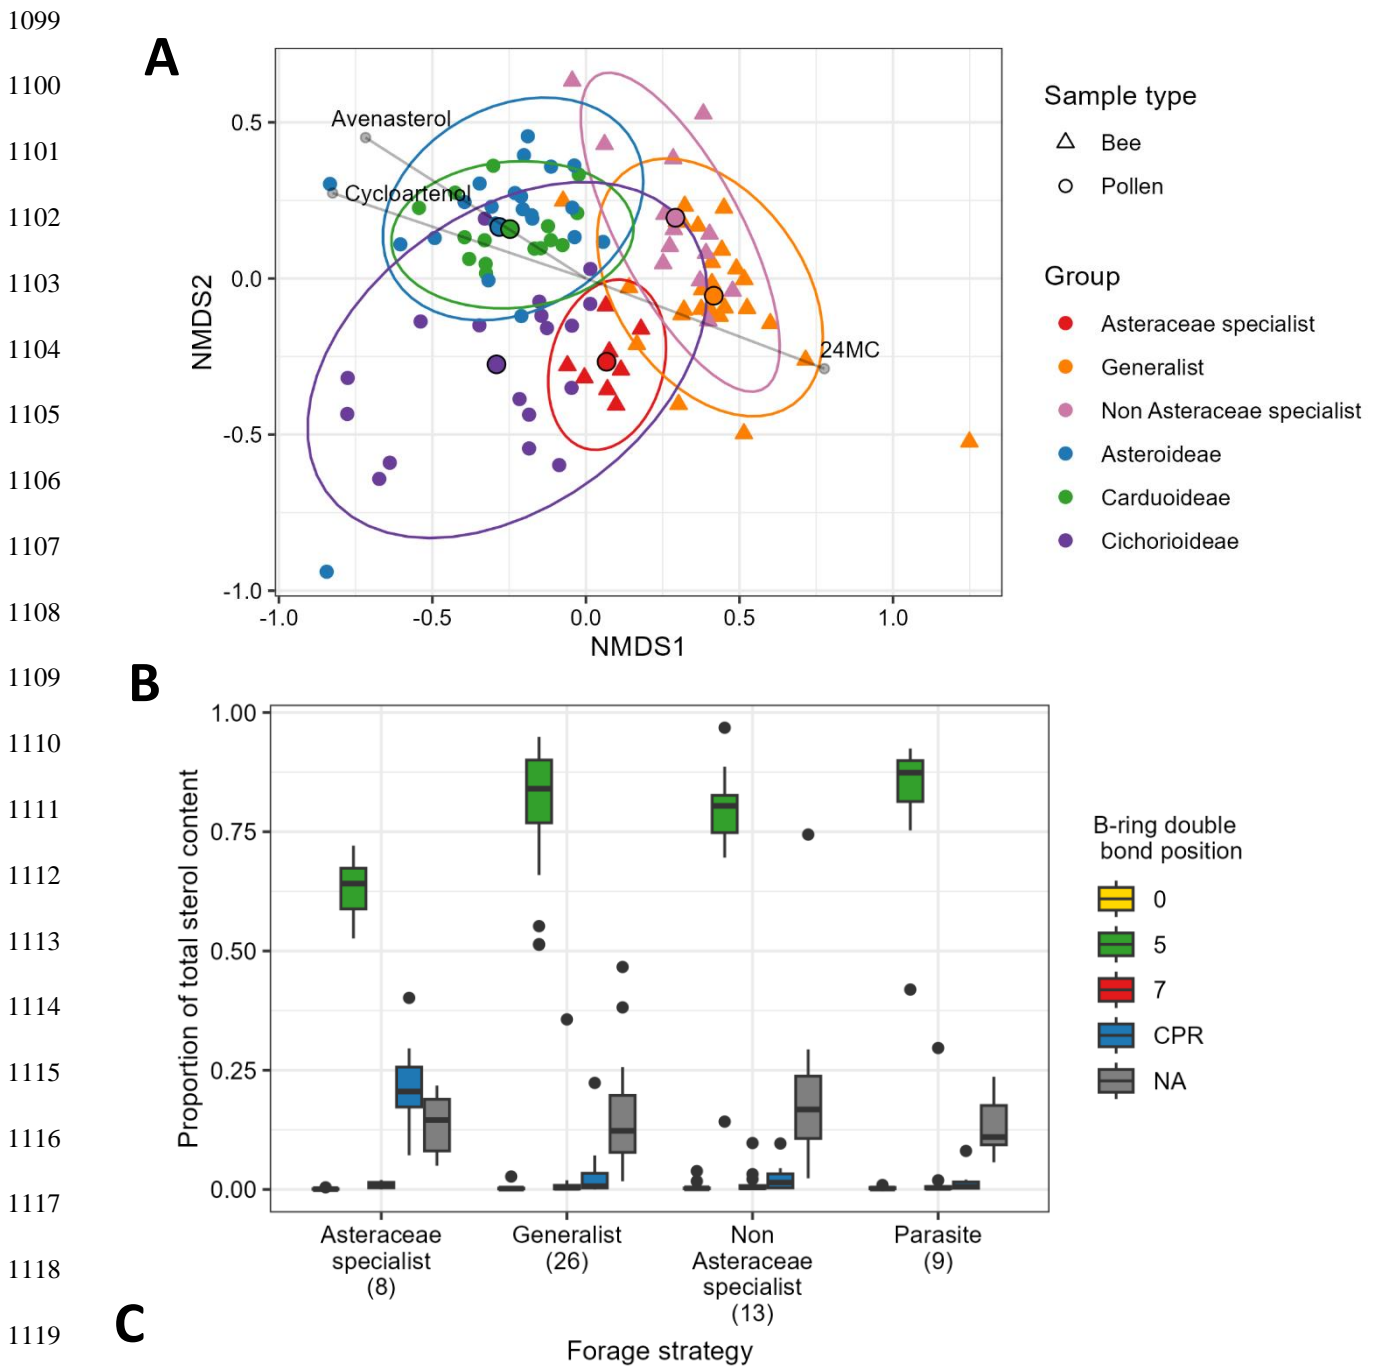 1099
1100
1101
1102
1103
1104
1105
1106
1107
1108
1109
1110
1111
1112
1113
1114
1115
1116
1117
1118
1119
A
0.5
0.0
-0.5
-1.0
NMDS2
Avenasterol
Cycloartenol
24MC
-1.0 -0.5 0.0 0.5 1.0
NMDS1
Sample type
Bee
Pollen
Group
Asteraceae specialist
Generalist
Non Asteraceae specialist
Asteroideae
Carduoideae
Cichorioideae
B
1.00
0.75
0.50
0.25
0.00
Proportion of total sterol content
Asteraceae
specialist
(8)
Generalist
(26)
Non
Asteraceae
specialist
(13)
Parasite
(9)
Forage strategy
B-ring double
bond position
0
5
7
CPR
NA
C